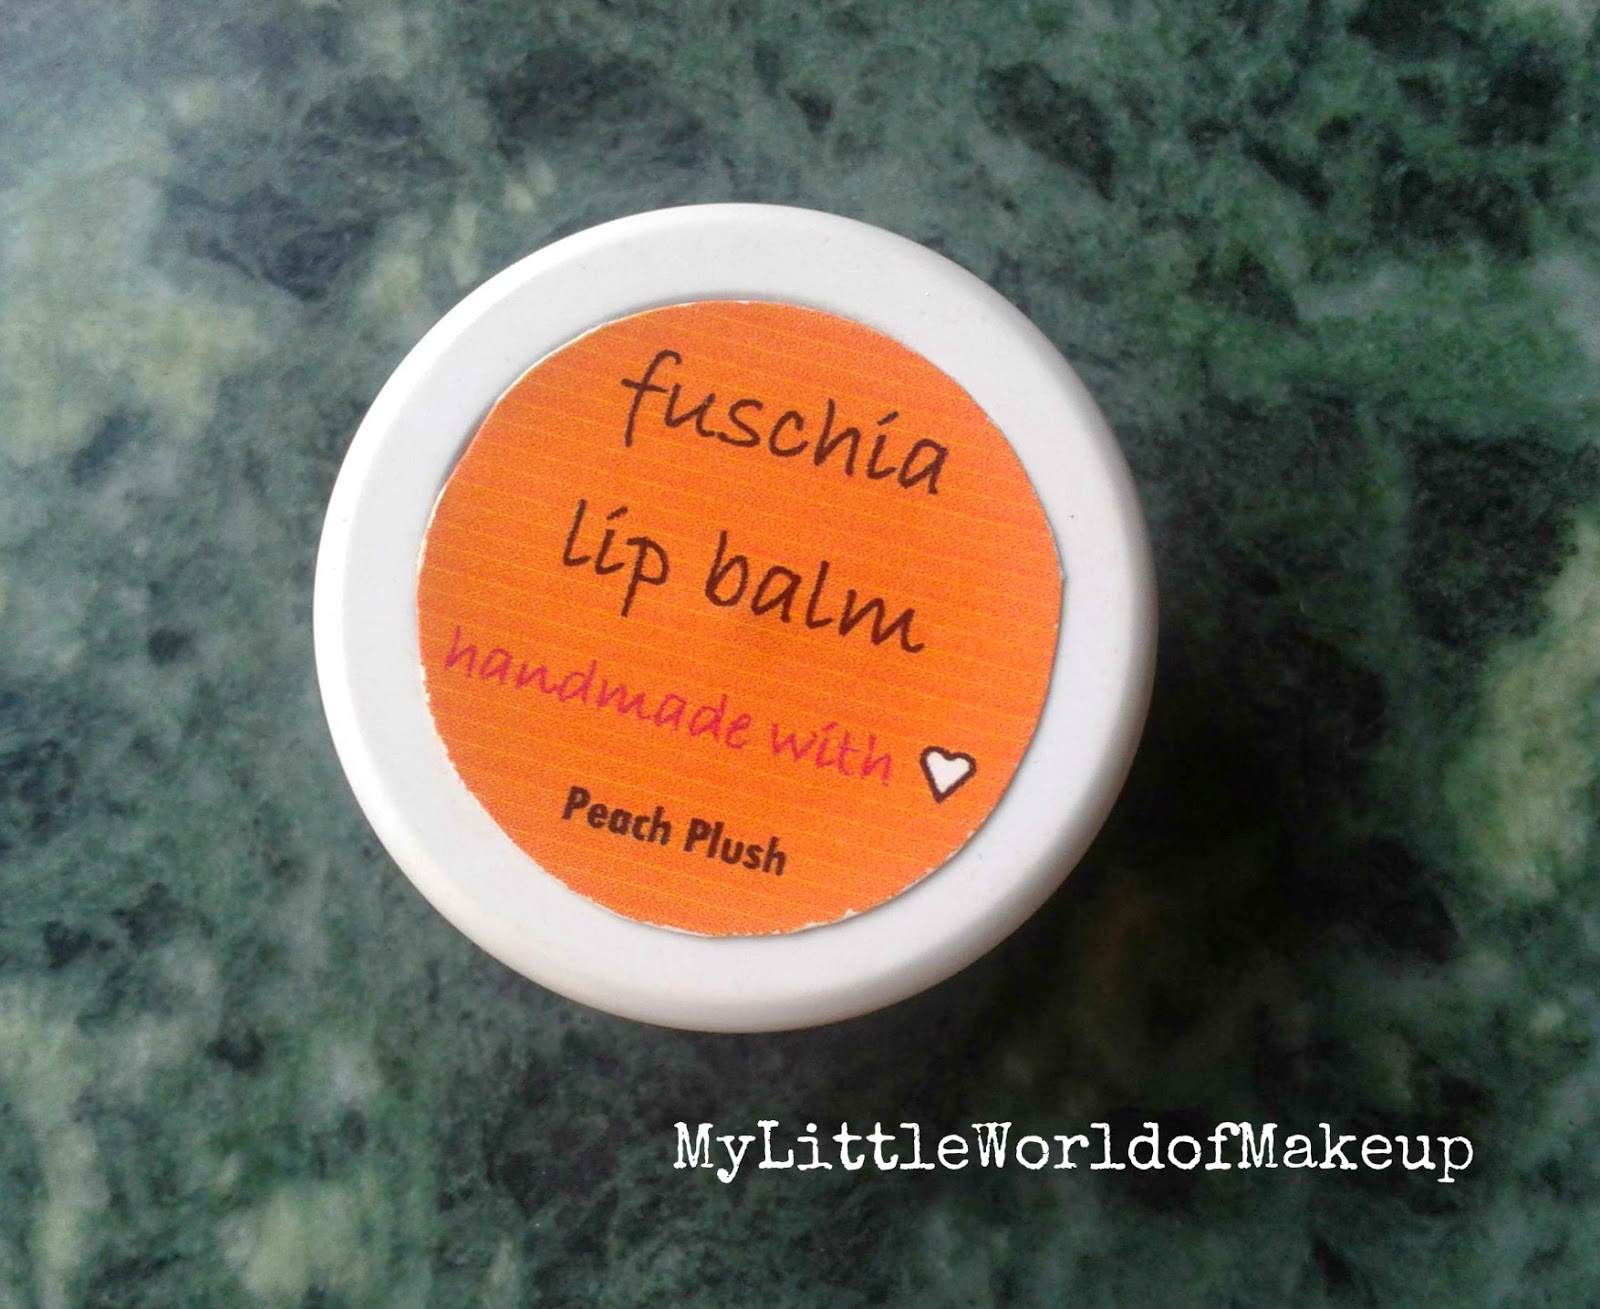 fuschia
lip balm
handmade with
Peach Plush
MyLittleWorldofMakeup